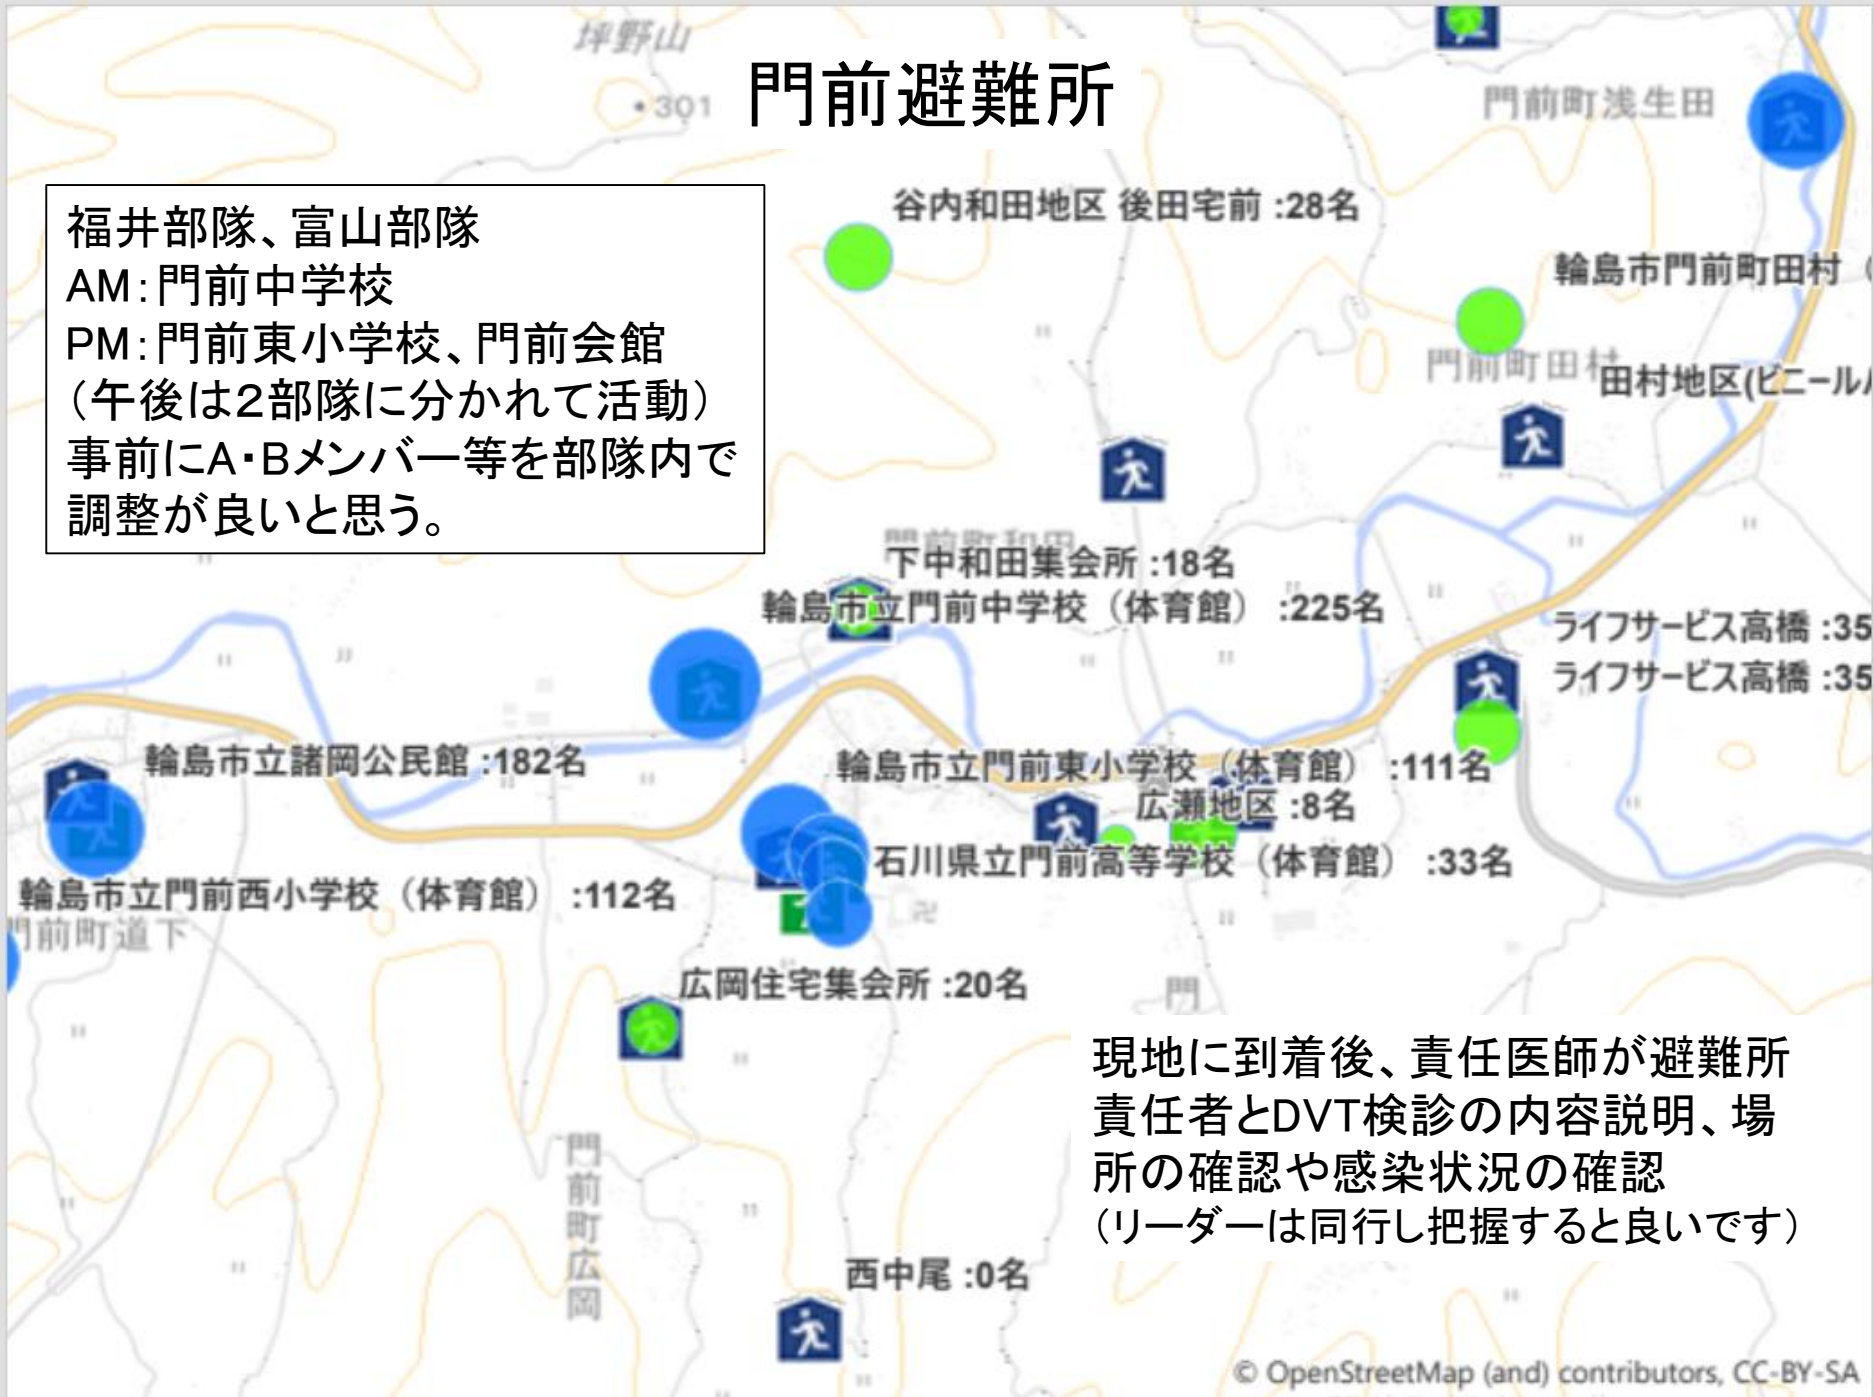 坪野山
・301
門前避難所
門前町浅生田
福井部隊、富山部隊
AM:門前中学校
PM:門前東小学校、門前会館
(午後は2部隊に分かれて活動)
事前にA・Bメンバー等を部隊内で
調整が良いと思う。
谷内和田地区 後田宅前 :28名
輪島市門前町田村（
門前町田村
田村地区(ビニール
門前町和田
下中和田集会所 :18名
輪島市立門前中学校（体育館） :225名
ライフサービス高橋 :35
ライフサービス高橋 :35
輪島市立諸岡公民館 :182名
輪島市立門前東小学校（体育館） :111名
広瀬地区 :8名
石川県立門前高等学校（体育館） :33名
輪島市立門前西小学校（体育館） :112名
門前町道下
広岡住宅集会所 :20名
門
現地に到着後、責任医師が避難所
責任者とDVT検診の内容説明、場
所の確認や感染状況の確認
(リーダーは同行し把握すると良いです)
門前町広岡
西中尾 :0名
© OpenStreetMap (and) contributors, CC-BY-SA